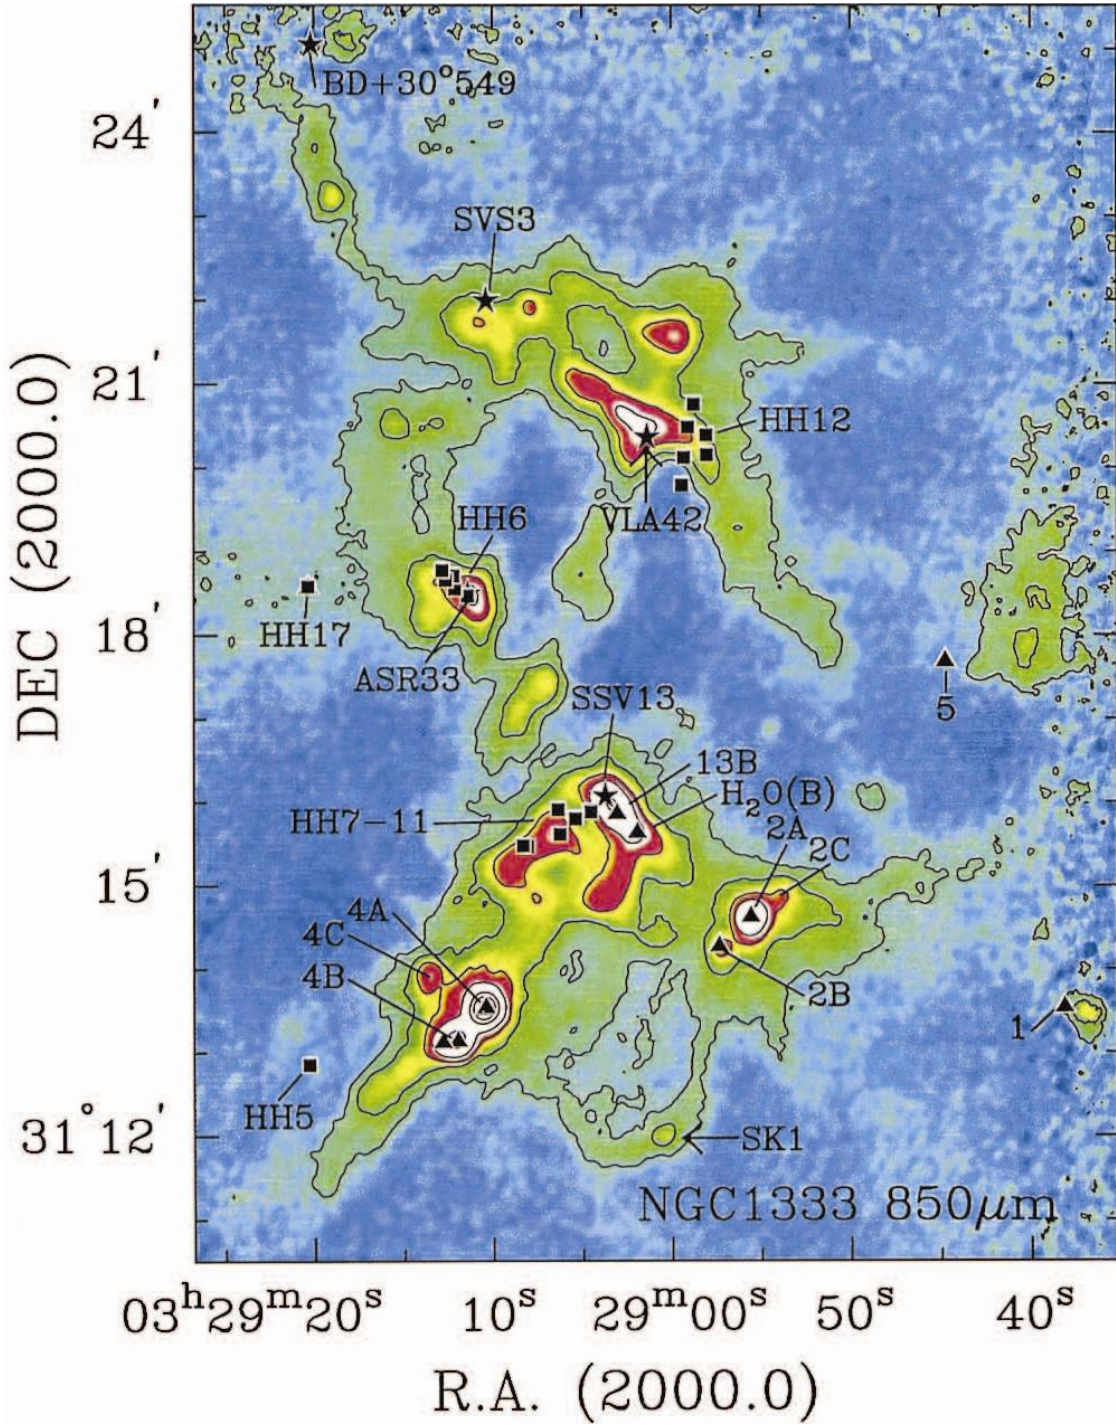 BD+30°549
24'
SVS3
21'
HH12
VLA42
HH6
18'
HH17
ASR33
5
SSV13
13B
H₂O(B)
HH7-11
2A
2C
15'
4A
4C
4B
2B
1
HH5
31°12'
SK1
NGC1333 850μm
03ʰ29ᵐ20ˢ 10ˢ 29ᵐ00ˢ 50ˢ 40ˢ
R.A. (2000.0)
DEC (2000.0)